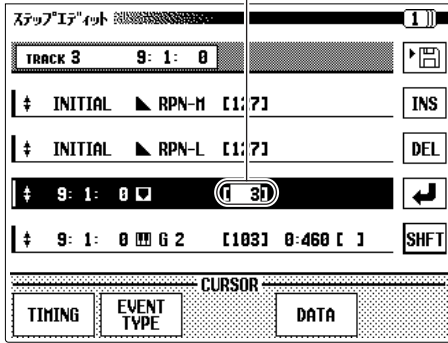 ステップエディット
1
TRACK 3 9: 1: 0
INITIAL RPN-M [127]
INS
INITIAL RPN-L [127]
DEL
9: 1: 0 [ 3]
9: 1: 0 G 2 [103] 0:460 [ ]
SHFT
CURSOR
TIMING
EVENT
TYPE
DATA